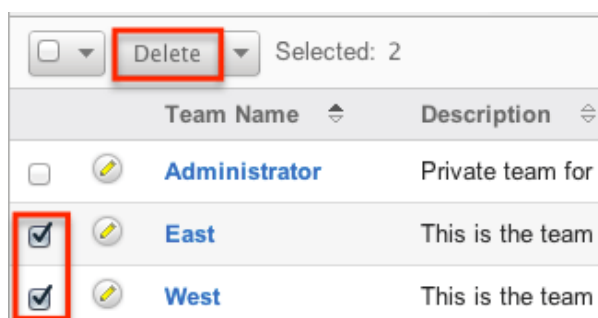 Delete Selected: 2
Team Name Description
Administrator Private team for
East This is the team
West This is the team